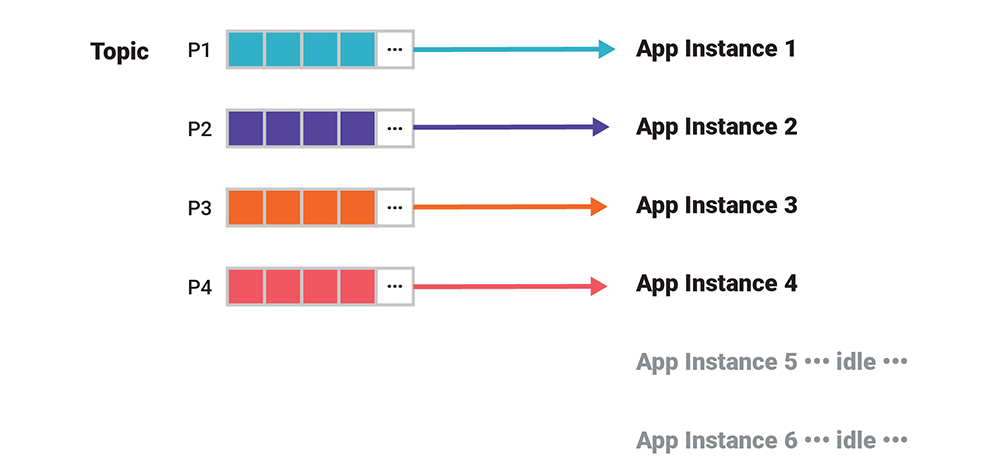 Topic P1 ••• App Instance 1
P2 ••• App Instance 2
P3 ••• App Instance 3
P4 ••• App Instance 4
App Instance 5 ••• idle •••
App Instance 6 ••• idle •••